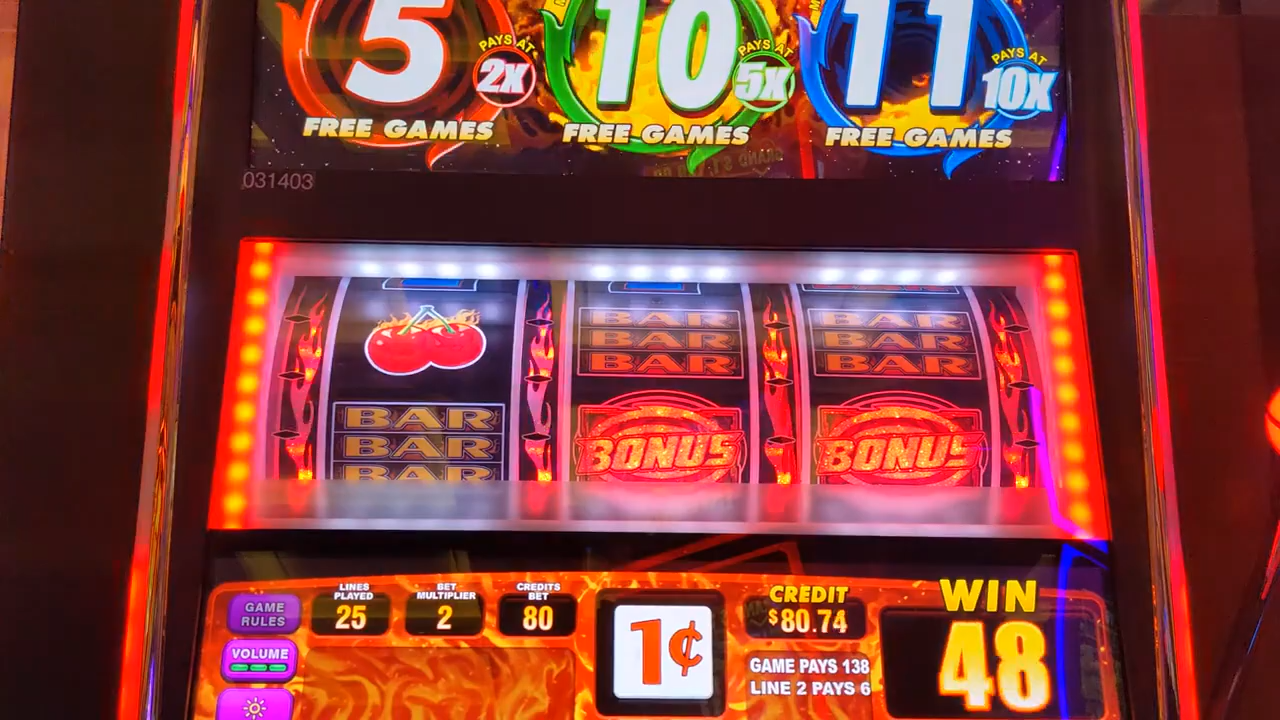 5 10 11
PAYS AT PAYS AT PAYS AT
2X 5X 10X
FREE GAMES FREE GAMES FREE GAMES
031403
BAR BAR
BAR BAR
BAR BAR
BAR
BAR BONUS BONUS
BAR
GAME RULES
LINES PLAYED
25
BET MULTIPLIER
2
CREDITS BET
80
1¢
CREDIT
$80.74
WIN
48
VOLUME
GAME PAYS 138
LINE 2 PAYS 6